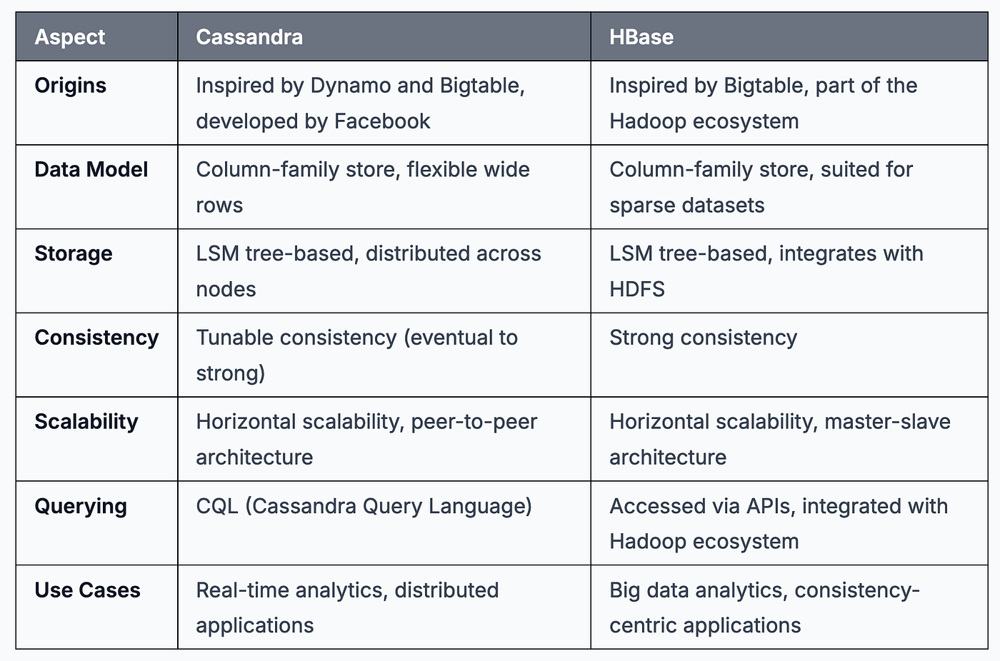 Aspect Cassandra HBase
Origins Inspired by Dynamo and Bigtable, Inspired by Bigtable, part of the
developed by Facebook Hadoop ecosystem
Data Model Column-family store, flexible wide Column-family store, suited for
rows sparse datasets
Storage LSM tree-based, distributed across LSM tree-based, integrates with
nodes HDFS
Consistency Tunable consistency (eventual to Strong consistency
strong)
Scalability Horizontal scalability, peer-to-peer Horizontal scalability, master-slave
architecture architecture
Querying CQL (Cassandra Query Language) Accessed via APIs, integrated with
Hadoop ecosystem
Use Cases Real-time analytics, distributed Big data analytics, consistency-
applications centric applications